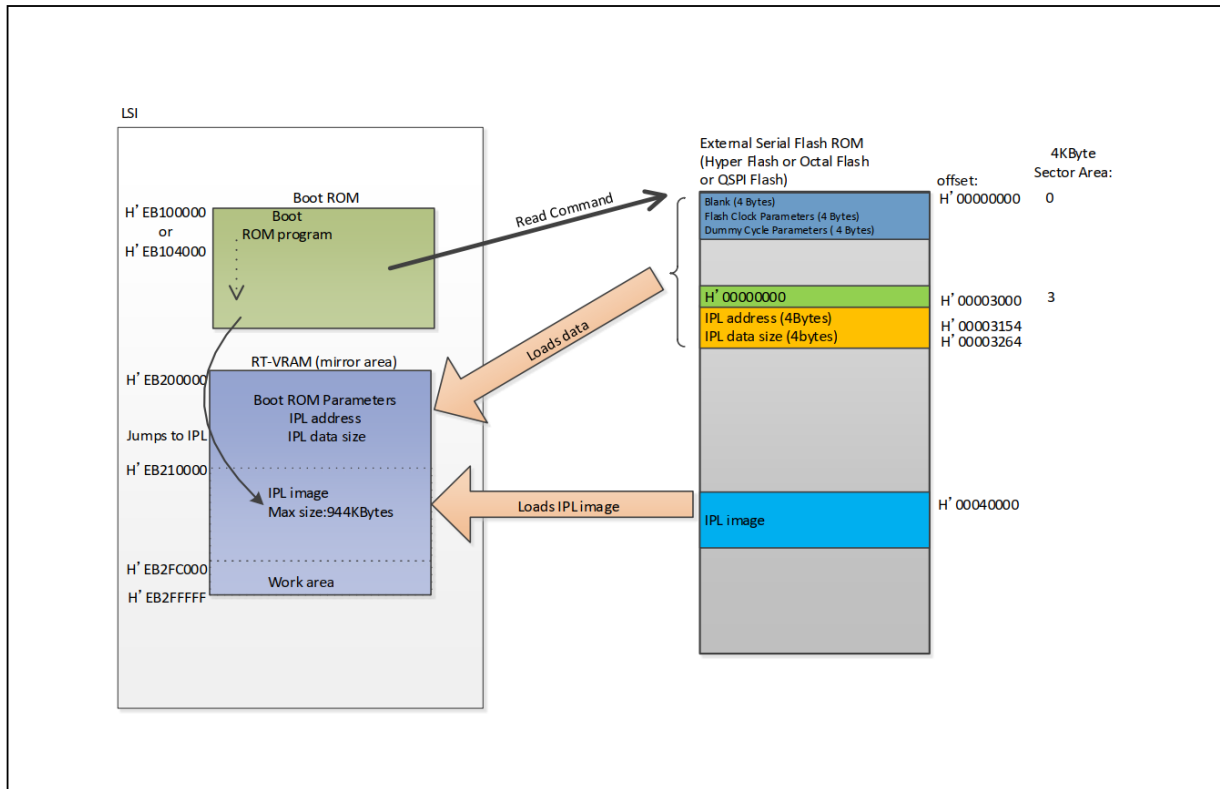 LSI
Boot ROM
H'EB100000
or
H'EB104000
Boot
ROM program
RT-VRAM (mirror area)
H'EB200000
Boot ROM Parameters
IPL address
IPL data size
Jumps to IPL
H'EB210000
IPL image
Max size:944KBytes
H'EB2FC000
Work area
H'EB2FFFFF
Read Command
Loads data
Loads IPL image
External Serial Flash ROM
(Hyper Flash or Octal Flash
or QSPI Flash)
offset:
4KByte
Sector Area:
Blank (4 Bytes)
Flash Clock Parameters (4 Bytes)
Dummy Cycle Parameters ( 4 Bytes)
H'00000000
0
H'00000000
H'00003000
3
IPL address (4Bytes)
IPL data size (4bytes)
H'00003154
H'00003264
IPL image
H'00040000